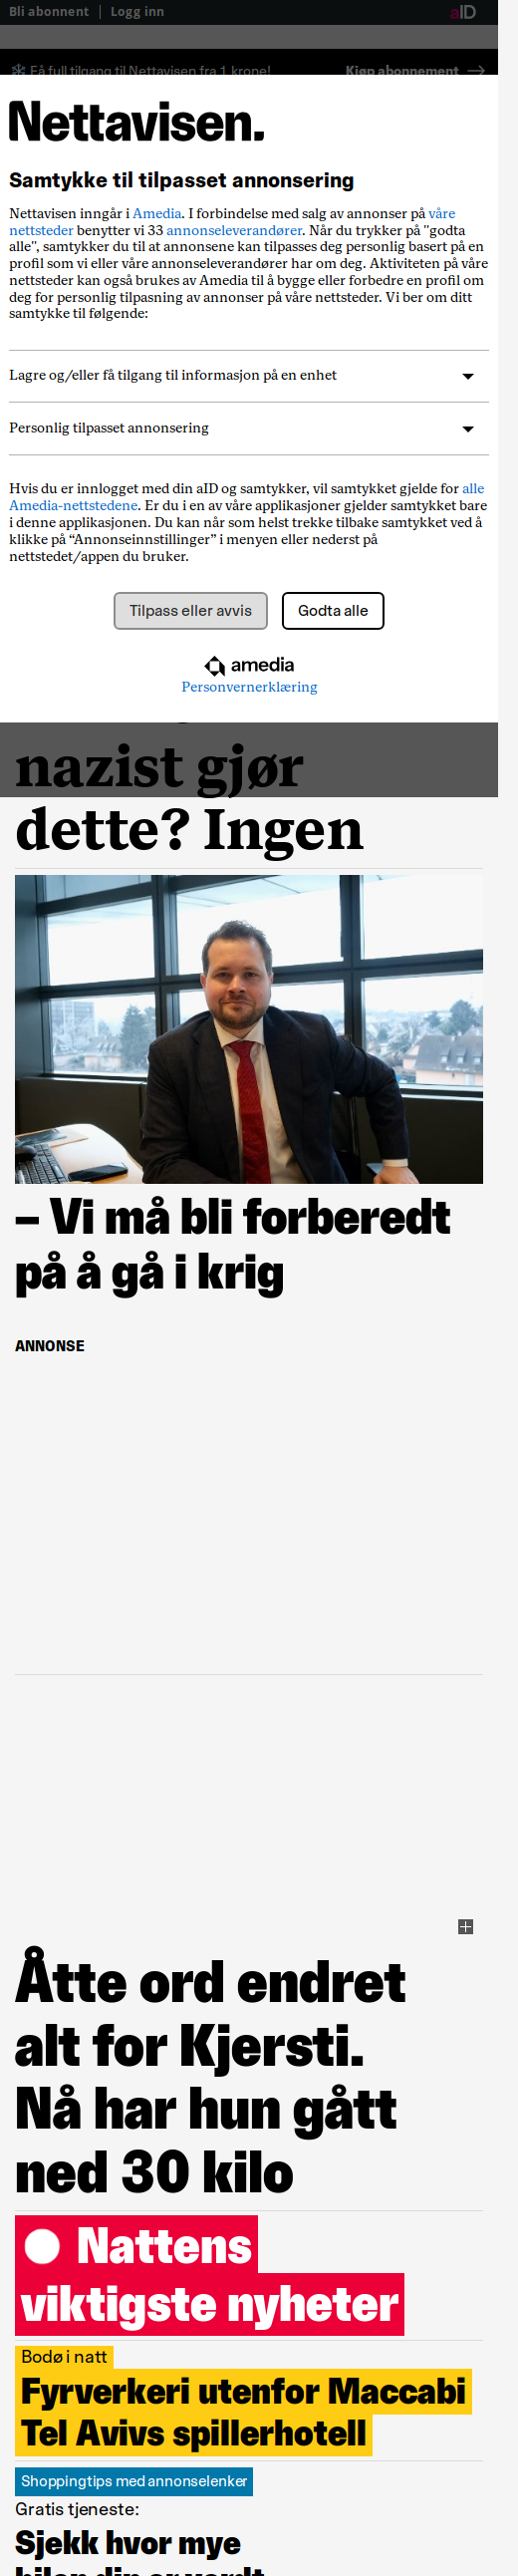 Bli abonnent | Logg inn aID
Få full tilgang til Nettavisen fra 1 krone! Kjøp abonnement →
Nettavisen.
Samtykke til tilpasset annonsering
Nettavisen inngår i Amedia. I forbindelse med salg av annonser på våre
nettsteder benytter vi 33 annonseleverandører. Når du trykker på "godta
alle", samtykker du til at annonsene kan tilpasses deg personlig basert på en
profil som vi eller våre annonseleverandører har om deg. Aktiviteten på våre
nettsteder kan også brukes av Amedia til å bygge eller forbedre en profil om
deg for personlig tilpasning av annonser på våre nettsteder. Vi ber om ditt
samtykke til følgende:
Lagre og/eller få tilgang til informasjon på en enhet
Personlig tilpasset annonsering
Hvis du er innlogget med din aID og samtykker, vil samtykket gjelde for alle
Amedia-nettstedene. Er du i en av våre applikasjoner gjelder samtykket bare
i denne applikasjonen. Du kan når som helst trekke tilbake samtykket ved å
klikke på “Annonseinnstillinger” i menyen eller nederst på
nettstedet/appen du bruker.
Tilpass eller avvis Godta alle
amedia
Personvernerklæring
nazist gjør
dette? Ingen
– Vi må bli forberedt
på å gå i krig
ANNONSE
Åtte ord endret
alt for Kjersti.
Nå har hun gått
ned 30 kilo
Nattens
viktigste nyheter
Bodø i natt
Fyrverkeri utenfor Maccabi
Tel Avivs spillerhotell
Shoppingtips med annonselenker
Gratis tjeneste:
Sjekk hvor mye
bilen din er verdt